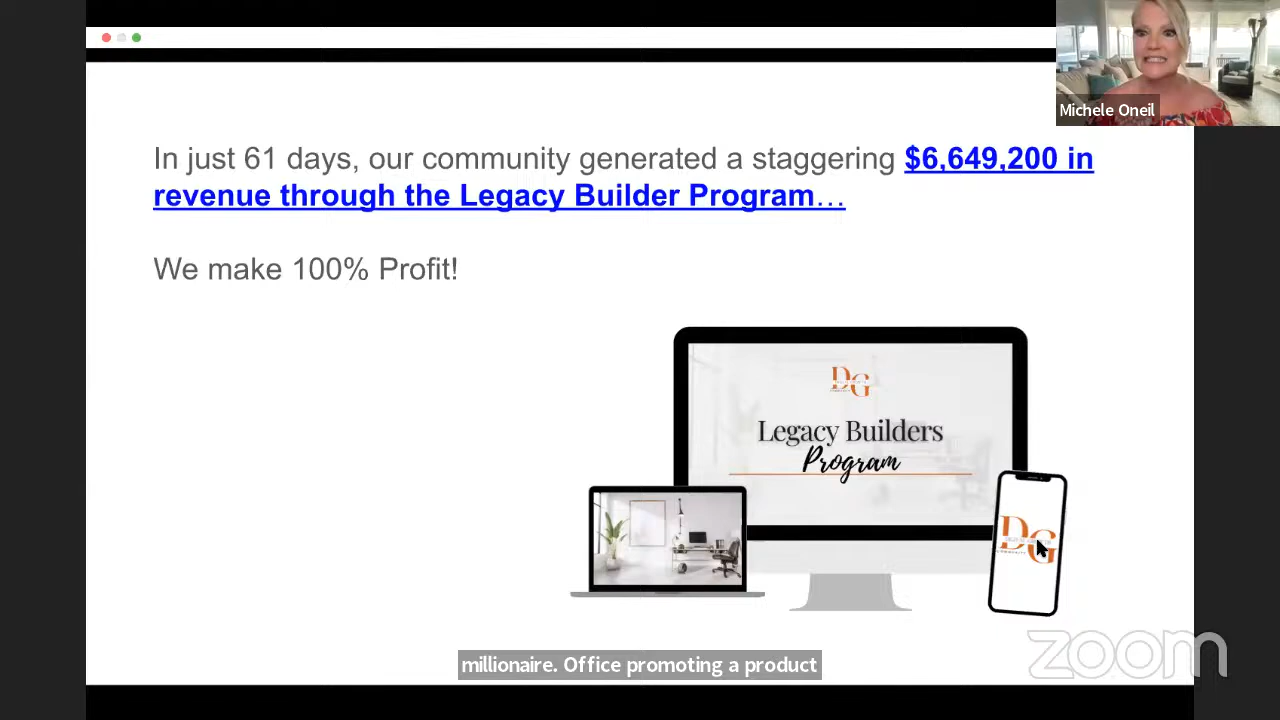 Michele Oneil
In just 61 days, our community generated a staggering $6,649,200 in
revenue through the Legacy Builder Program…
We make 100% Profit!
DG
Legacy Builders
Program
DG
millionaire. Office promoting a product
zoom